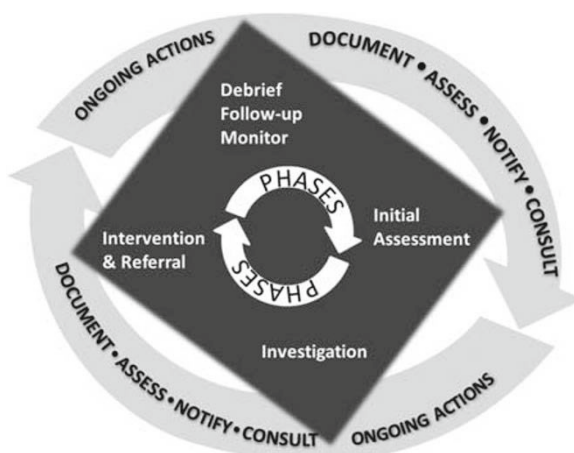 ONGOING ACTIONS
DOCUMENT • ASSESS • NOTIFY • CONSULT
Debrief
Follow-up
Monitor
PHASES
Initial
Assessment
Intervention
& Referral
PHASES
Investigation
DOCUMENT • ASSESS • NOTIFY • CONSULT
ONGOING ACTIONS